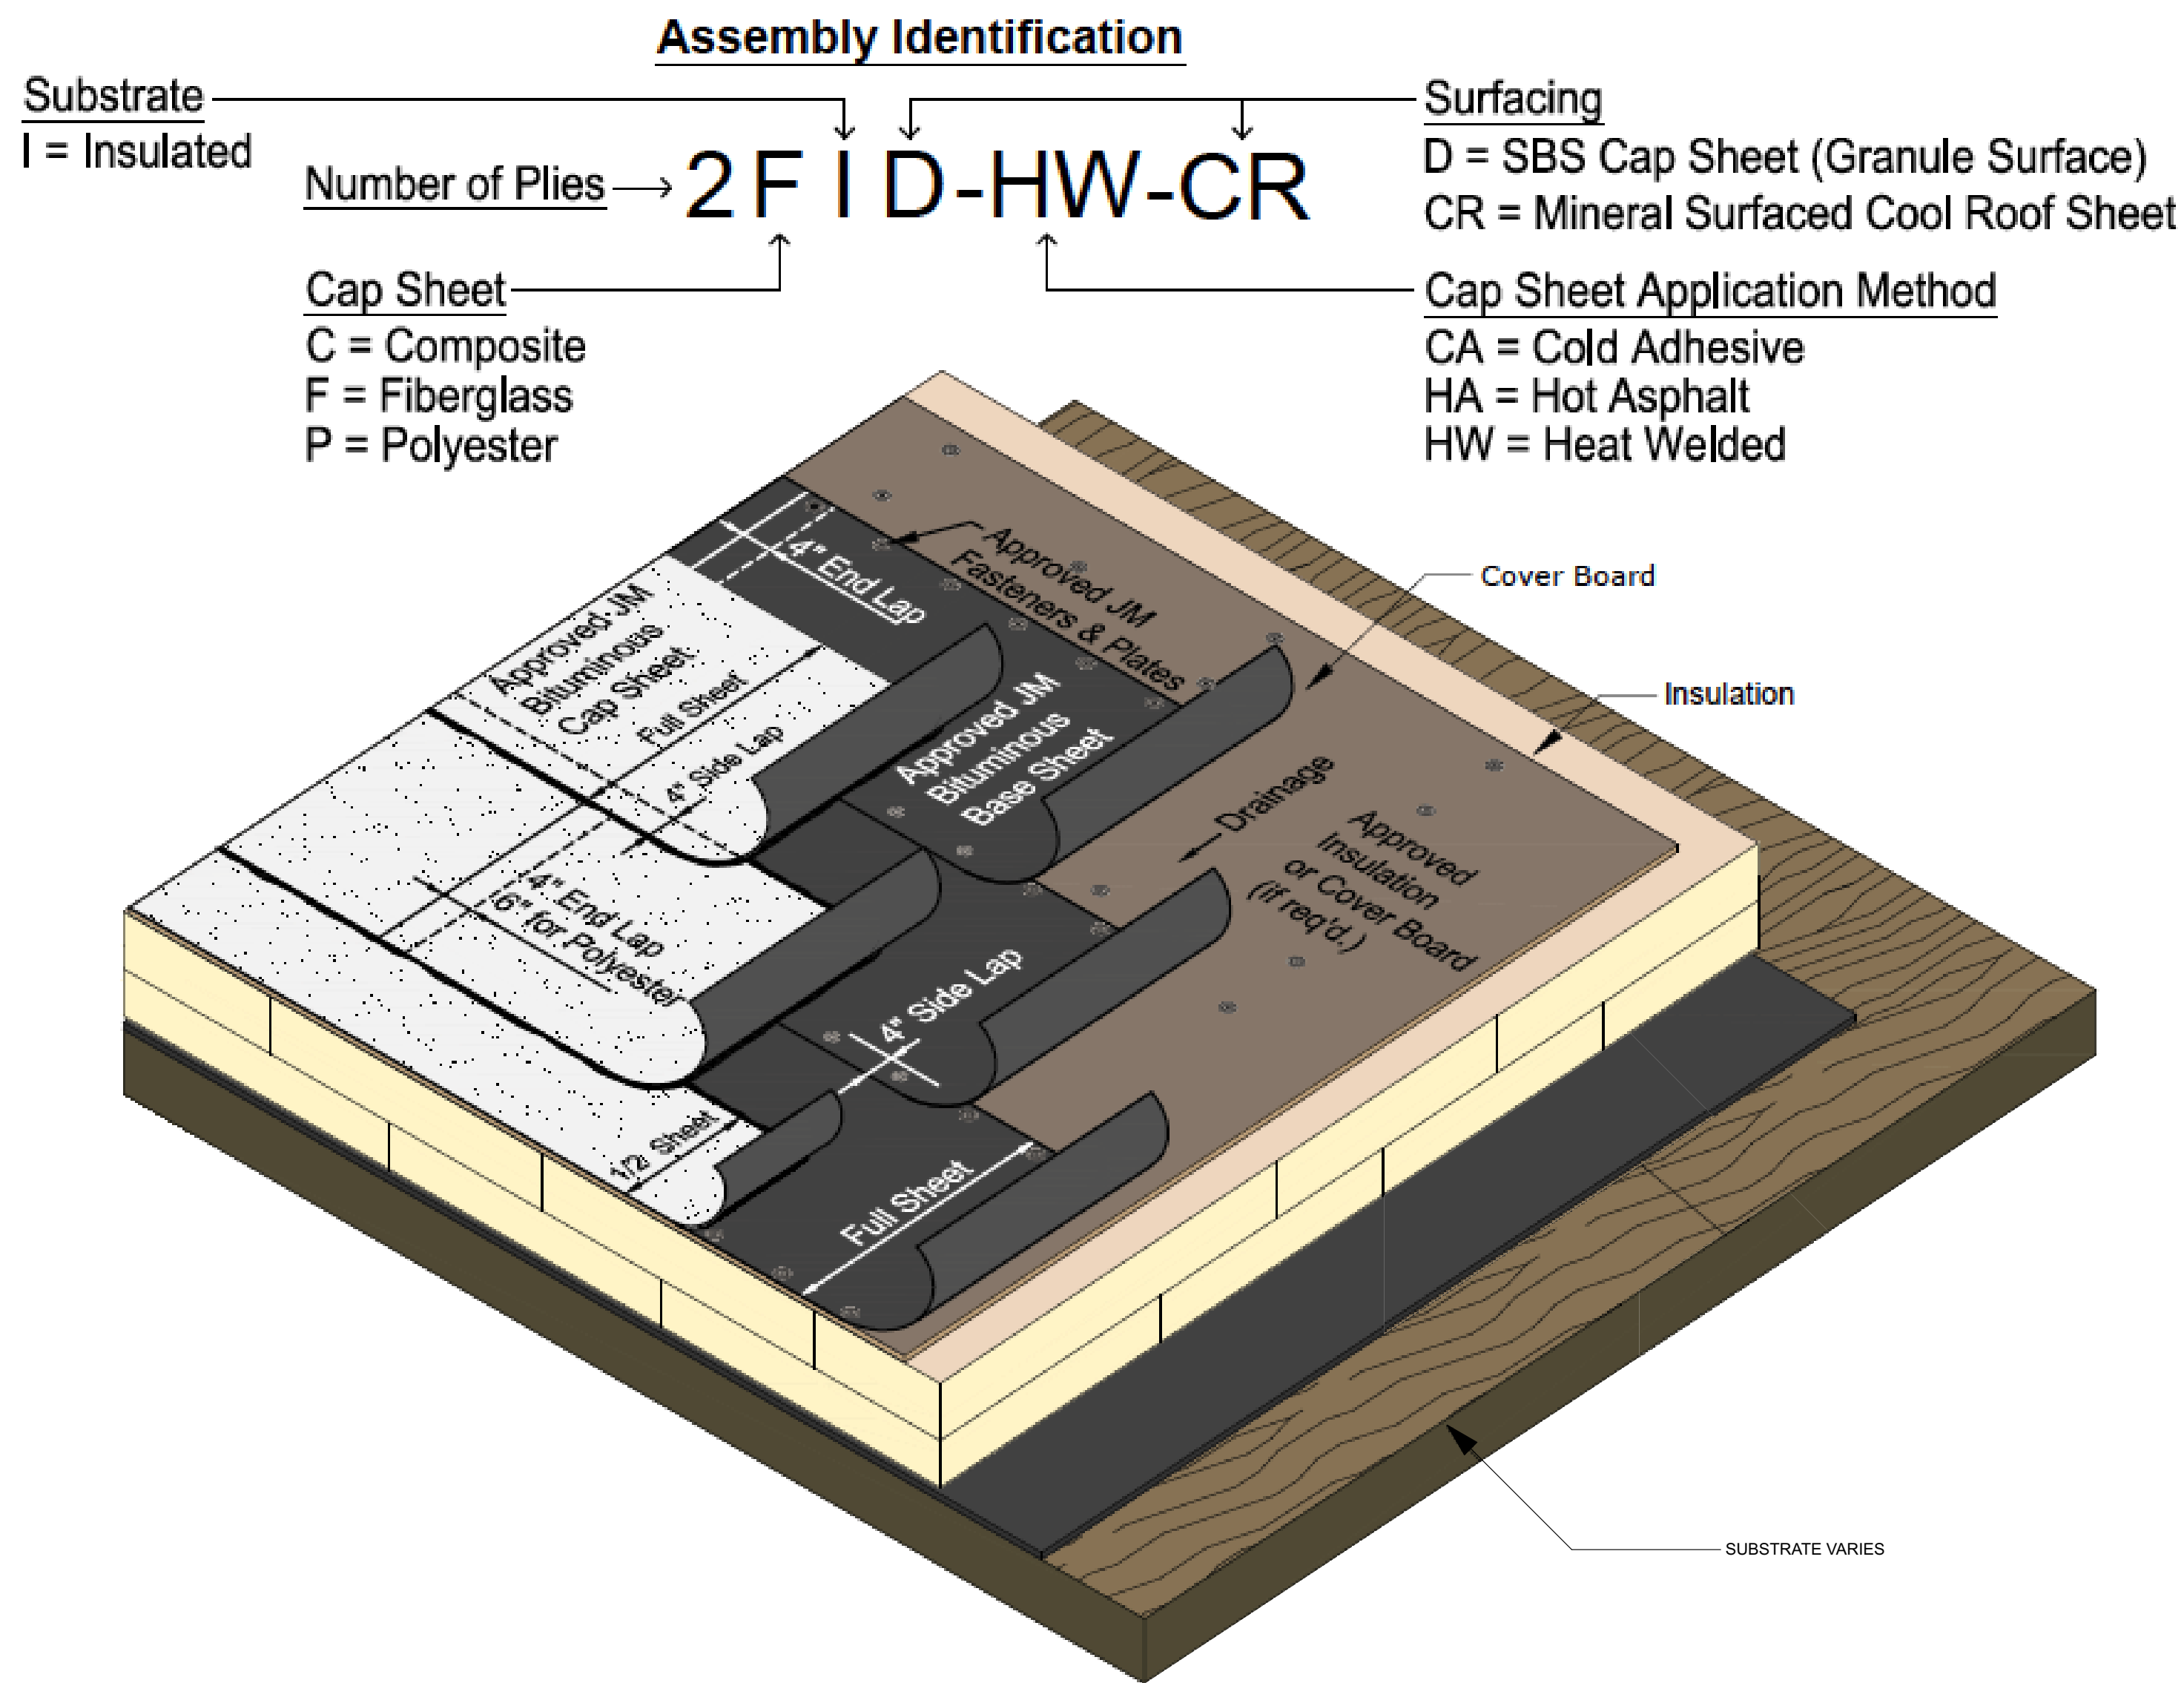 Assembly Identification
Substrate
I = Insulated
Number of Plies
2 F I D-HW-CR
Surfacing
D = SBS Cap Sheet (Granule Surface)
CR = Mineral Surfaced Cool Roof Sheet
Cap Sheet
C = Composite
F = Fiberglass
P = Polyester
Cap Sheet Application Method
CA = Cold Adhesive
HA = Hot Asphalt
HW = Heat Welded
4" End Lap
Approved JM
Fasteners & Plates
Cover Board
Insulation
Approved JM
Bituminous
Cap Sheet
Full Sheet
4" Side Lap
Approved JM
Bituminous
Base Sheet
Drainage
Approved
Insulation
or Cover Board
(if req'd.)
4" End Lap
6" for Polyester
4" Side Lap
1/2 Sheet
Full Sheet
SUBSTRATE VARIES